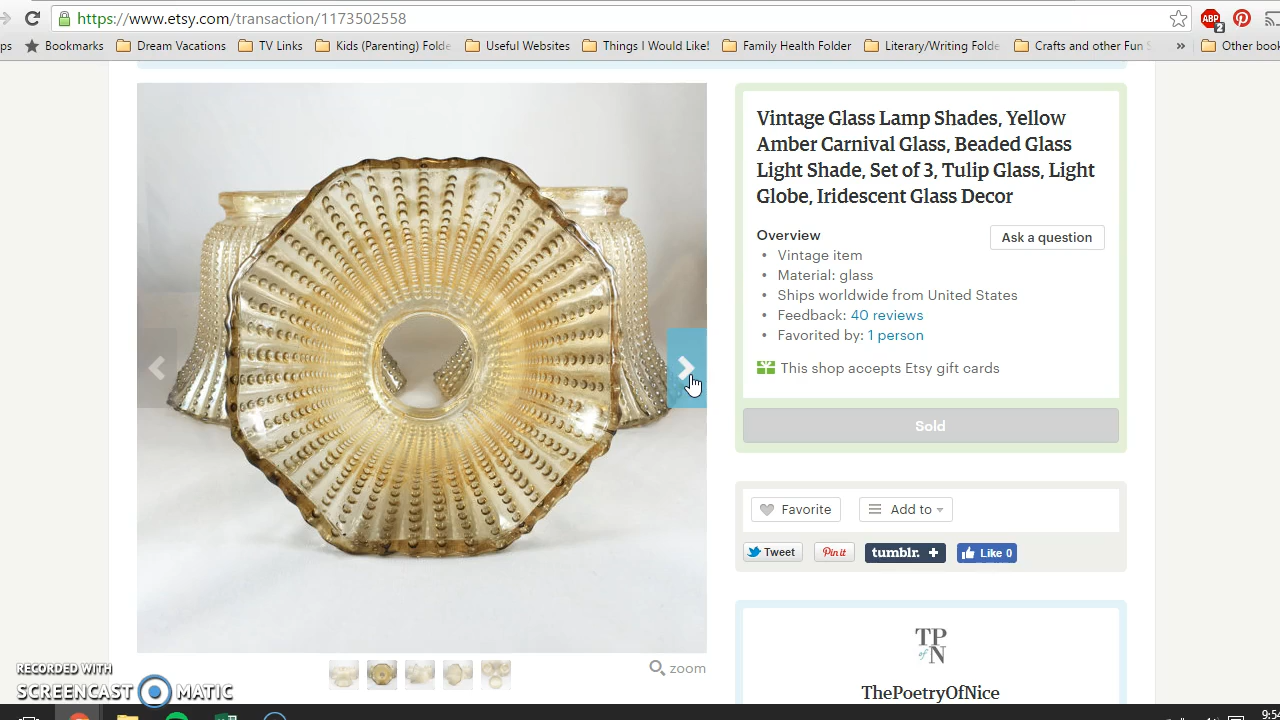 https://www.etsy.com/transaction/1173502558
ABP
2
ps Bookmarks Dream Vacations TV Links Kids (Parenting) Folde Useful Websites Things I Would Like! Family Health Folder Literary/Writing Folde Crafts and other Fun S » Other book
Vintage Glass Lamp Shades, Yellow
Amber Carnival Glass, Beaded Glass
Light Shade, Set of 3, Tulip Glass, Light
Globe, Iridescent Glass Decor
Overview
Ask a question
• Vintage item
• Material: glass
• Ships worldwide from United States
• Feedback: 40 reviews
• Favorited by: 1 person
This shop accepts Etsy gift cards
Sold
Favorite
Add to
Tweet
Pin it
tumblr. +
Like 0
TP
of N
ThePoetryOfNice
zoom
RECORDED WITH
SCREENCAST MATIC
9:54